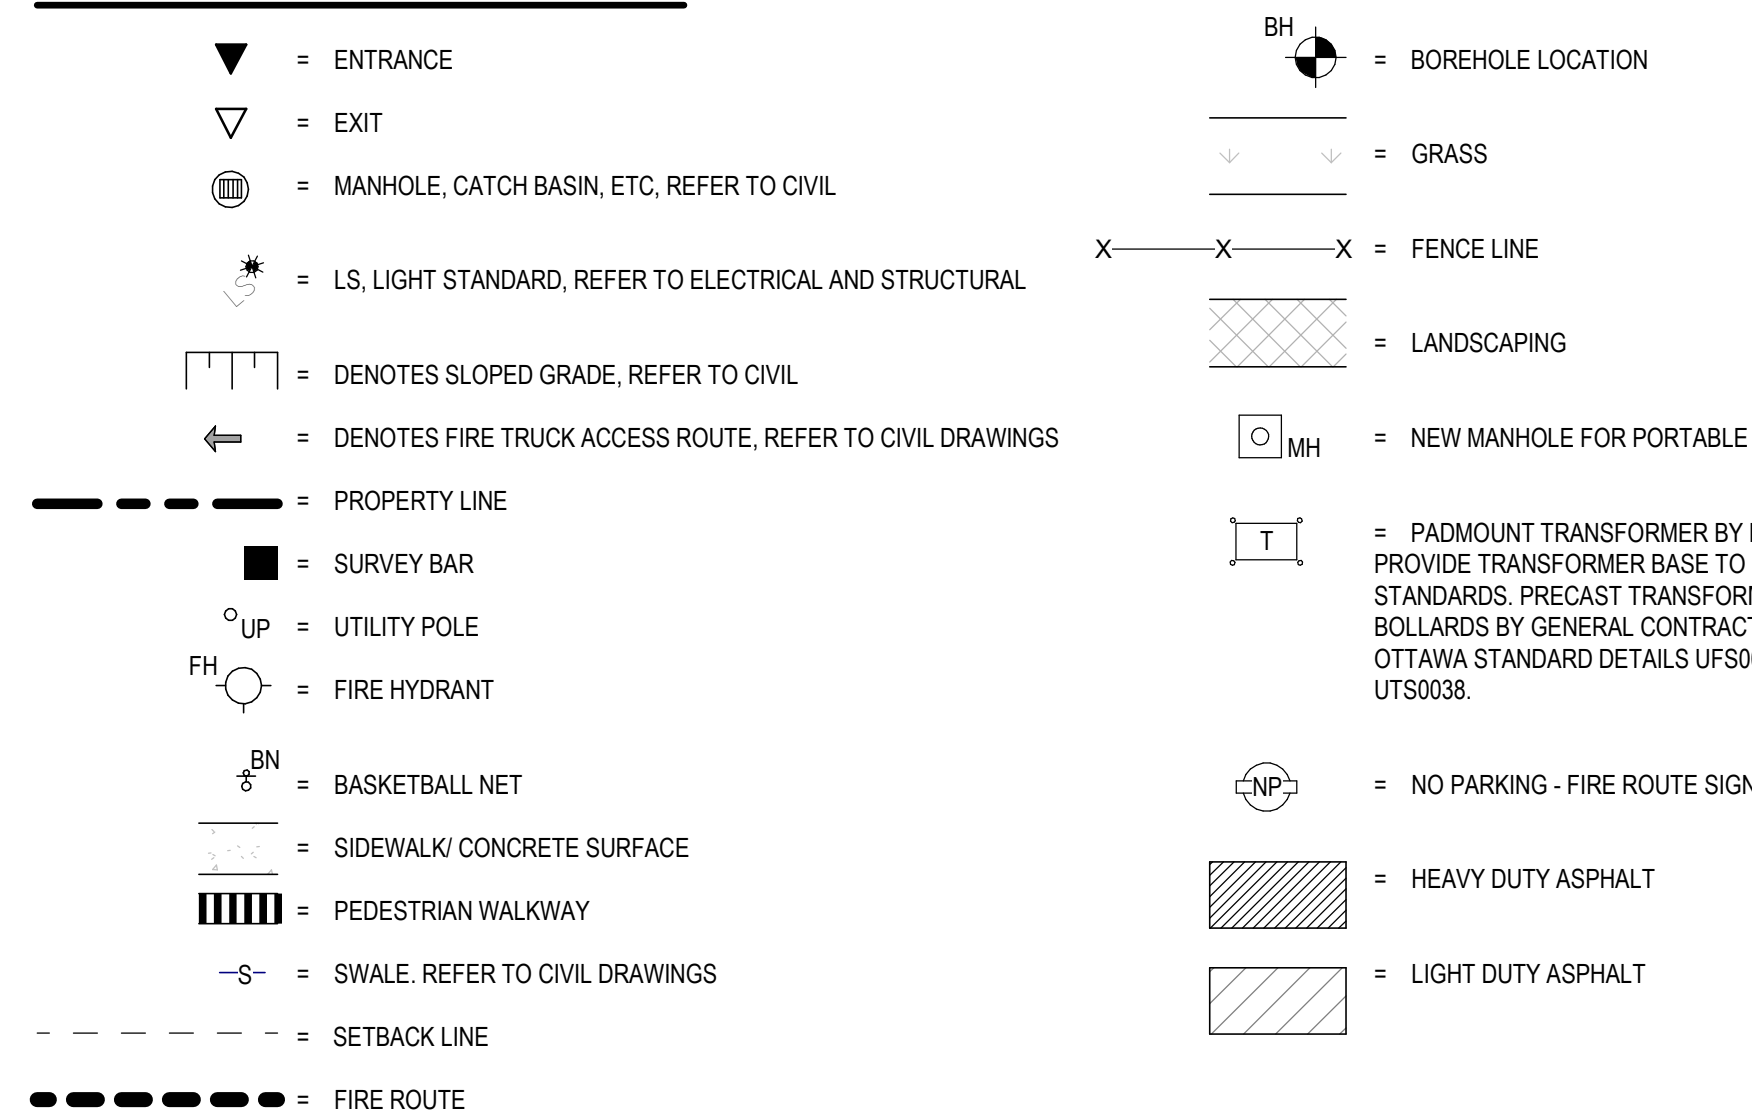 = ENTRANCE
= EXIT
= MANHOLE, CATCH BASIN, ETC, REFER TO CIVIL
LS = LS, LIGHT STANDARD, REFER TO ELECTRICAL AND STRUCTURAL
= DENOTES SLOPED GRADE, REFER TO CIVIL
= DENOTES FIRE TRUCK ACCESS ROUTE, REFER TO CIVIL DRAWINGS
= PROPERTY LINE
= SURVEY BAR
UP = UTILITY POLE
FH = FIRE HYDRANT
BN
= BASKETBALL NET
= SIDEWALK/ CONCRETE SURFACE
= PEDESTRIAN WALKWAY
S = SWALE. REFER TO CIVIL DRAWINGS
= SETBACK LINE
= FIRE ROUTE
BH
= BOREHOLE LOCATION
= GRASS
X X X = FENCE LINE
= LANDSCAPING
MH = NEW MANHOLE FOR PORTABLE
T = PADMOUNT TRANSFORMER BY
PROVIDE TRANSFORMER BASE TO
STANDARDS. PRECAST
BOLLARDS BY GENERAL
OTTAWA STANDARD DETAILS
UTS0038.
NP = NO PARKING - FIRE ROUTE SIGN
= HEAVY DUTY ASPHALT
= LIGHT DUTY ASPHALT